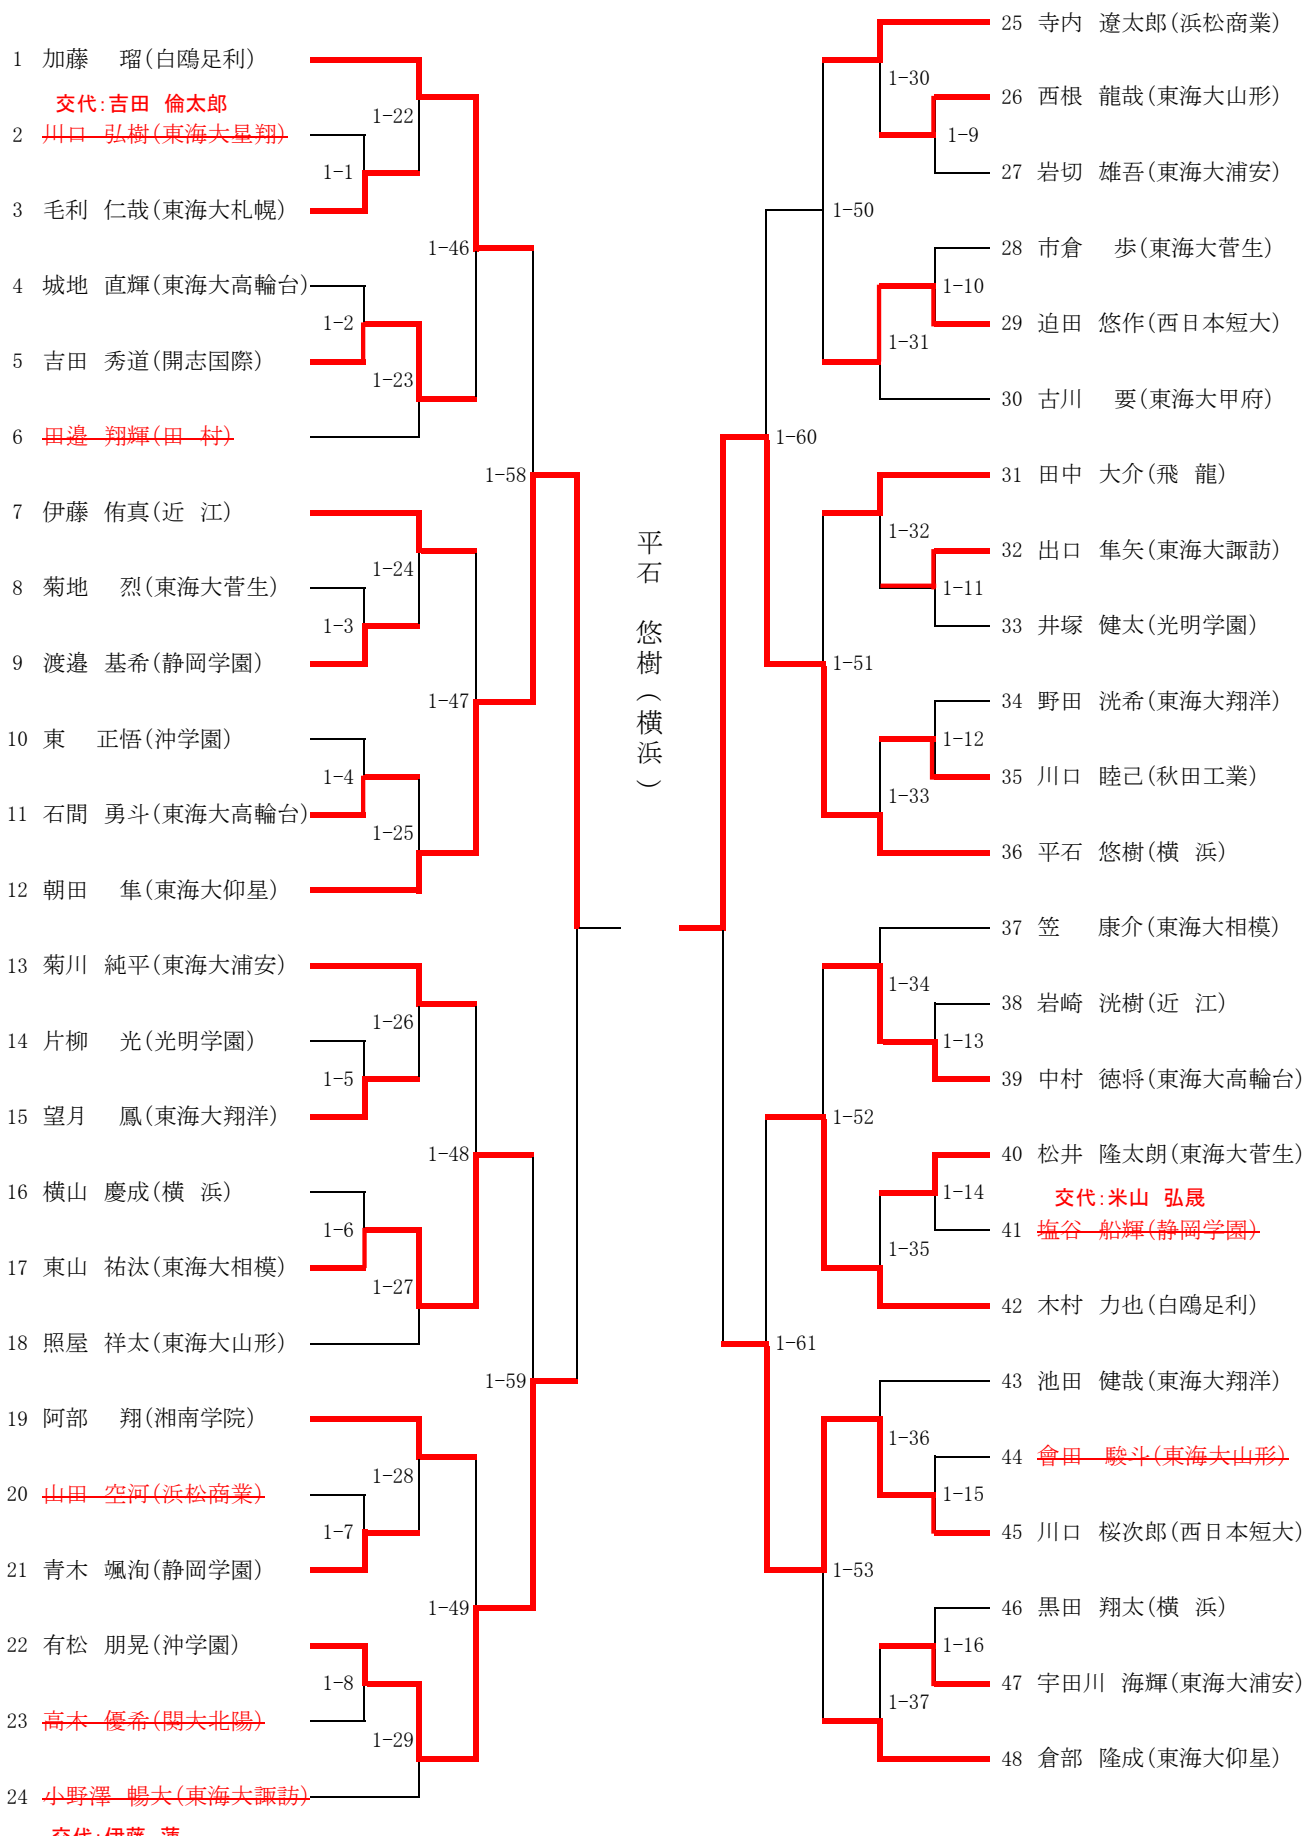 1 加藤 瑠(白鴎足利)
交代:吉田 倫太郎
2 川口 弘樹(東海大星翔)
3 毛利 仁哉(東海大札幌)
4 城地 直輝(東海大高輪台)
5 吉田 秀道(開志国際)
6 田邉 翔輝(田 村)
7 伊藤 侑真(近 江)
8 菊地 烈(東海大菅生)
9 渡邉 基希(静岡学園)
10 東 正悟(沖学園)
11 石間 勇斗(東海大高輪台)
12 朝田 隼(東海大仰星)
13 菊川 純平(東海大浦安)
14 片柳 光(光明学園)
15 望月 鳳(東海大翔洋)
16 横山 慶成(横 浜)
17 東山 祐汰(東海大相模)
18 照屋 祥太(東海大山形)
19 阿部 翔(湘南学院)
20 山田 空河(浜松商業)
21 青木 颯洵(静岡学園)
22 有松 朋晃(沖学園)
23 高木 優希(関大北陽)
24 小野澤 暢大(東海大諏訪)
交代:伊藤 蓮
1-22
1-1
1-46
1-2
1-23
1-58
1-24
1-3
1-47
1-4
1-25
1-26
1-5
1-48
1-6
1-27
1-59
1-28
1-7
1-49
1-8
1-29
平石 悠樹(横浜)
1-30
1-9
1-50
1-10
1-31
1-60
1-32
1-11
1-51
1-12
1-33
1-34
1-13
1-52
1-14
1-35
1-61
1-36
1-15
1-53
1-16
1-37
25 寺内 遼太郎(浜松商業)
26 西根 龍哉(東海大山形)
27 岩切 雄吾(東海大浦安)
28 市倉 歩(東海大菅生)
29 迫田 悠作(西日本短大)
30 古川 要(東海大甲府)
31 田中 大介(飛 龍)
32 出口 隼矢(東海大諏訪)
33 井塚 健太(光明学園)
34 野田 洸希(東海大翔洋)
35 川口 睦己(秋田工業)
36 平石 悠樹(横 浜)
37 笠 康介(東海大相模)
38 岩崎 洸樹(近 江)
39 中村 徳将(東海大高輪台)
40 松井 隆太朗(東海大菅生)
交代:米山 弘晟
41 塩谷 船輝(静岡学園)
42 木村 力也(白鴎足利)
43 池田 健哉(東海大翔洋)
44 會田 駿斗(東海大山形)
45 川口 桜次郎(西日本短大)
46 黒田 翔太(横 浜)
47 宇田川 海輝(東海大浦安)
48 倉部 隆成(東海大仰星)